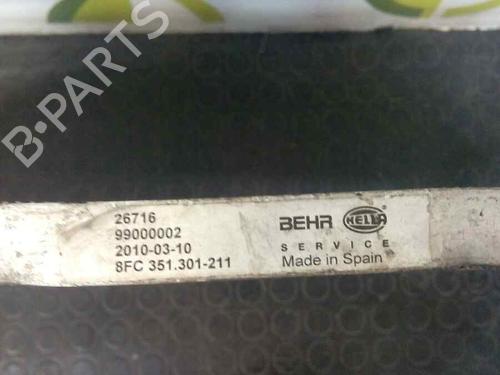 B-PARTS
26716
99000002
2010-03-10
8FC 351.301-211
BEHR HELLA
SERVICE
Made in Spain